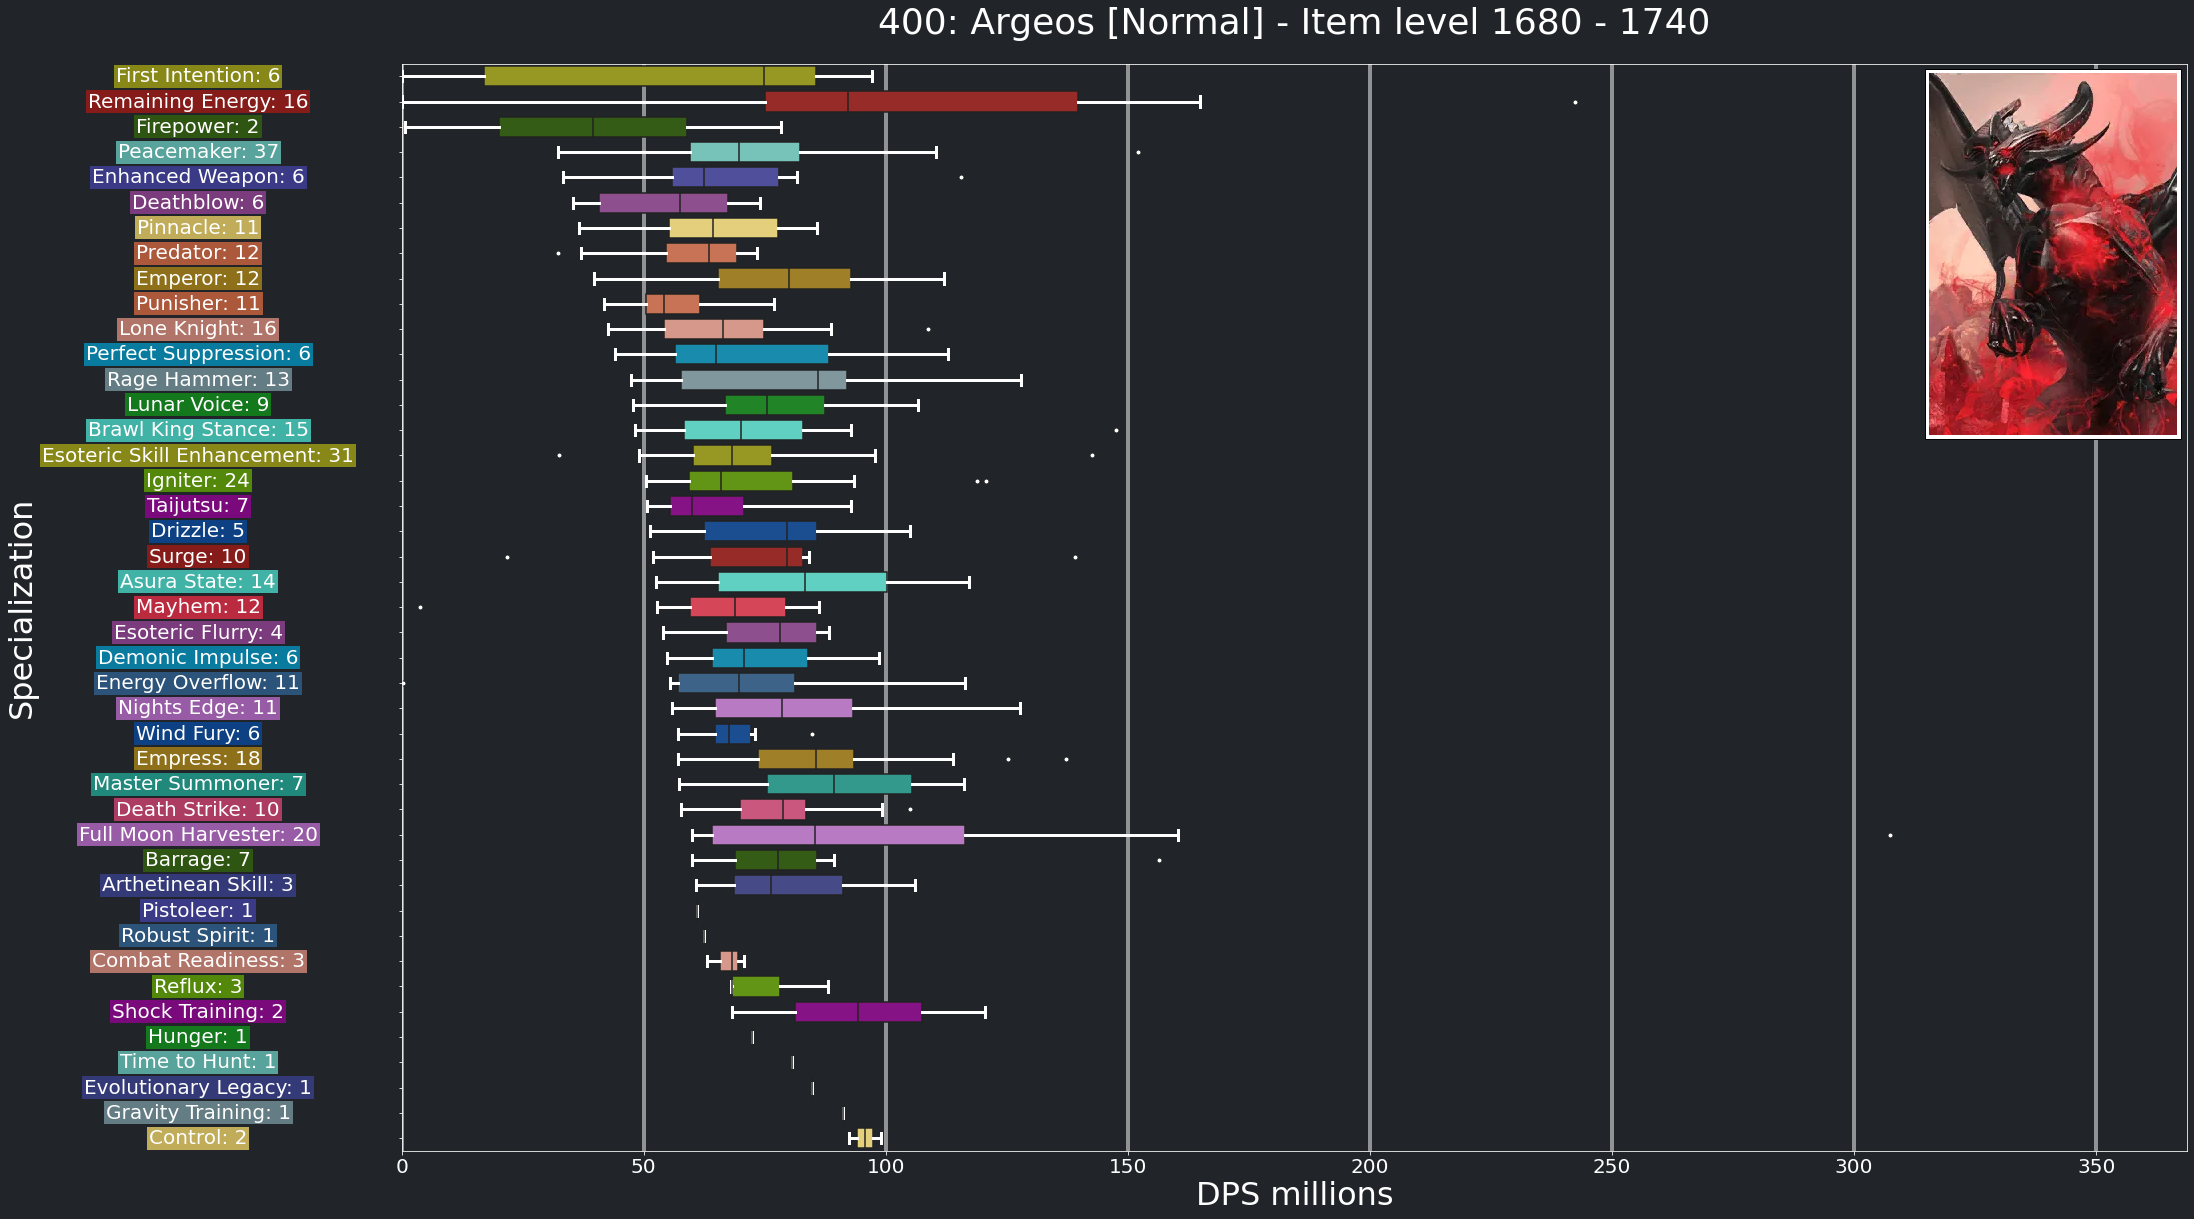 400: Argeos [Normal] - Item level 1680 - 1740
First Intention: 6
Remaining Energy: 16
Firepower: 2
Peacemaker: 37
Enhanced Weapon: 6
Deathblow: 6
Pinnacle: 11
Predator: 12
Emperor: 12
Punisher: 11
Lone Knight: 16
Perfect Suppression: 6
Rage Hammer: 13
Lunar Voice: 9
Brawl King Stance: 15
Esoteric Skill Enhancement: 31
Igniter: 24
Taijutsu: 7
Drizzle: 5
Surge: 10
Asura State: 14
Mayhem: 12
Esoteric Flurry: 4
Demonic Impulse: 6
Energy Overflow: 11
Nights Edge: 11
Wind Fury: 6
Empress: 18
Master Summoner: 7
Death Strike: 10
Full Moon Harvester: 20
Barrage: 7
Arthetinean Skill: 3
Pistoleer: 1
Robust Spirit: 1
Combat Readiness: 3
Reflux: 3
Shock Training: 2
Hunger: 1
Time to Hunt: 1
Evolutionary Legacy: 1
Gravity Training: 1
Control: 2
Specialization
0 50 100 150 200 250 300 350
DPS millions